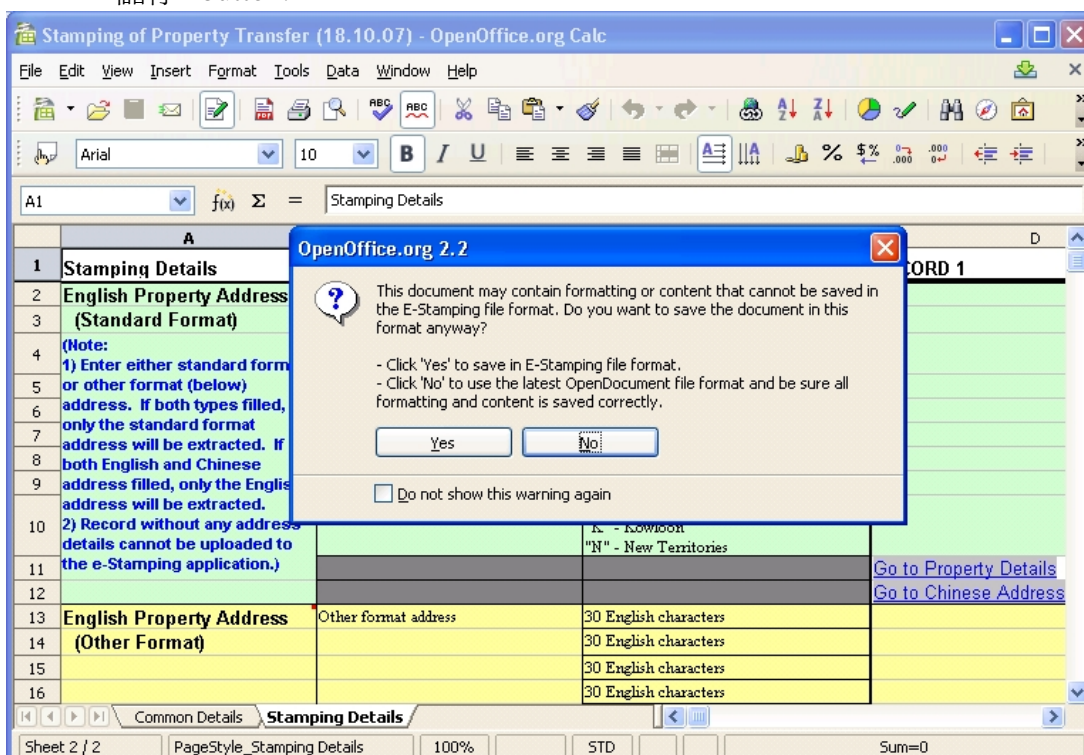 Stamping of Property Transfer (18.10.07) - OpenOffice.org Calc
File Edit View Insert Format Tools Data Window Help
Arial 10 B I U
A1 f(x) Σ = Stamping Details
A D
1 Stamping Details
2 English Property Address
3 (Standard Format)
4 (Note:
1) Enter either standard form
5 or other format (below)
6 address. If both types filled,
7 only the standard format
address will be extracted. If
8 both English and Chinese
9 address filled, only the Englis
address will be extracted.
10 2) Record without any address
details cannot be uploaded to
11 the e-Stamping application.)
12
CORD 1
OpenOffice.org 2.2
This document may contain formatting or content that cannot be saved in
the E-Stamping file format. Do you want to save the document in this
format anyway?
- Click 'Yes' to save in E-Stamping file format.
- Click 'No' to use the latest OpenDocument file format and be sure all
formatting and content is saved correctly.
Yes No
Do not show this warning again
"K" - Kowloon
"N" - New Territories
Go to Property Details
Go to Chinese Address
13 English Property Address Other format address 30 English characters
14 (Other Format) 30 English characters
15 30 English characters
16 30 English characters
Common Details Stamping Details
Sheet 2 / 2 PageStyle_Stamping Details 100% STD Sum=0